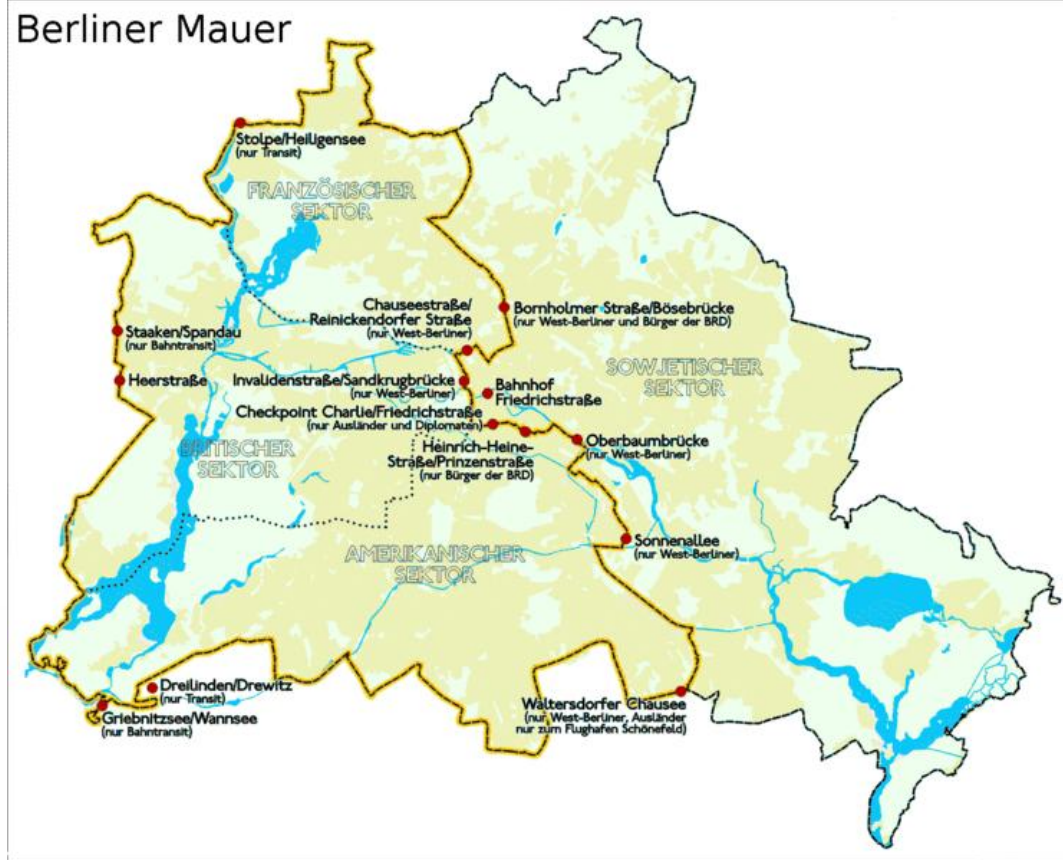 Berliner Mauer
Stolpe/Heiligensee
(nur Transit)
FRANZÖSISCHER
SEKTOR
Chauseestraße/
Reinickendorfer Straße
(nur West-Berliner)
Bornholmer Straße/Bösebrücke
(nur West-Berliner und Bürger der BRD)
Staaken/Spandau
(nur Bahntransit)
SOWJETISCHER
SEKTOR
Heerstraße
Invalidenstraße/Sandkrugbrücke
(nur West-Berliner)
Bahnhof
Friedrichstraße
Checkpoint Charlie/Friedrichstraße
(nur Ausländer und Diplomaten)
BRITISCHER
SEKTOR
Heinrich-Heine-
Straße/Prinzenstraße
(nur Bürger der BRD)
Oberbaumbrücke
(nur West-Berliner)
Sonnenallee
(nur West-Berliner)
AMERIKANISCHER
SEKTOR
Dreilinden/Drewitz
(nur Transit)
Griebnitzsee/Wannsee
(nur Bahntransit)
Waltersdorfer Chausee
(nur West-Berliner, Ausländer
nur zum Flughafen Schönefeld)